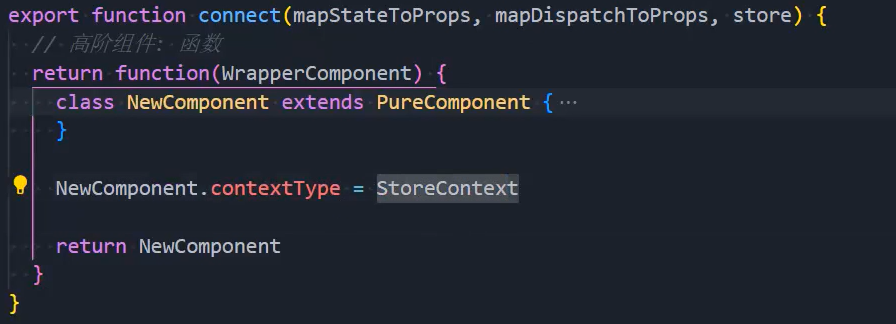 export function connect(mapStateToProps, mapDispatchToProps, store) {
// 高阶组件: 函数
return function(WrapperComponent) {
class NewComponent extends PureComponent { ...
}
NewComponent.contextType = StoreContext
return NewComponent
}
}